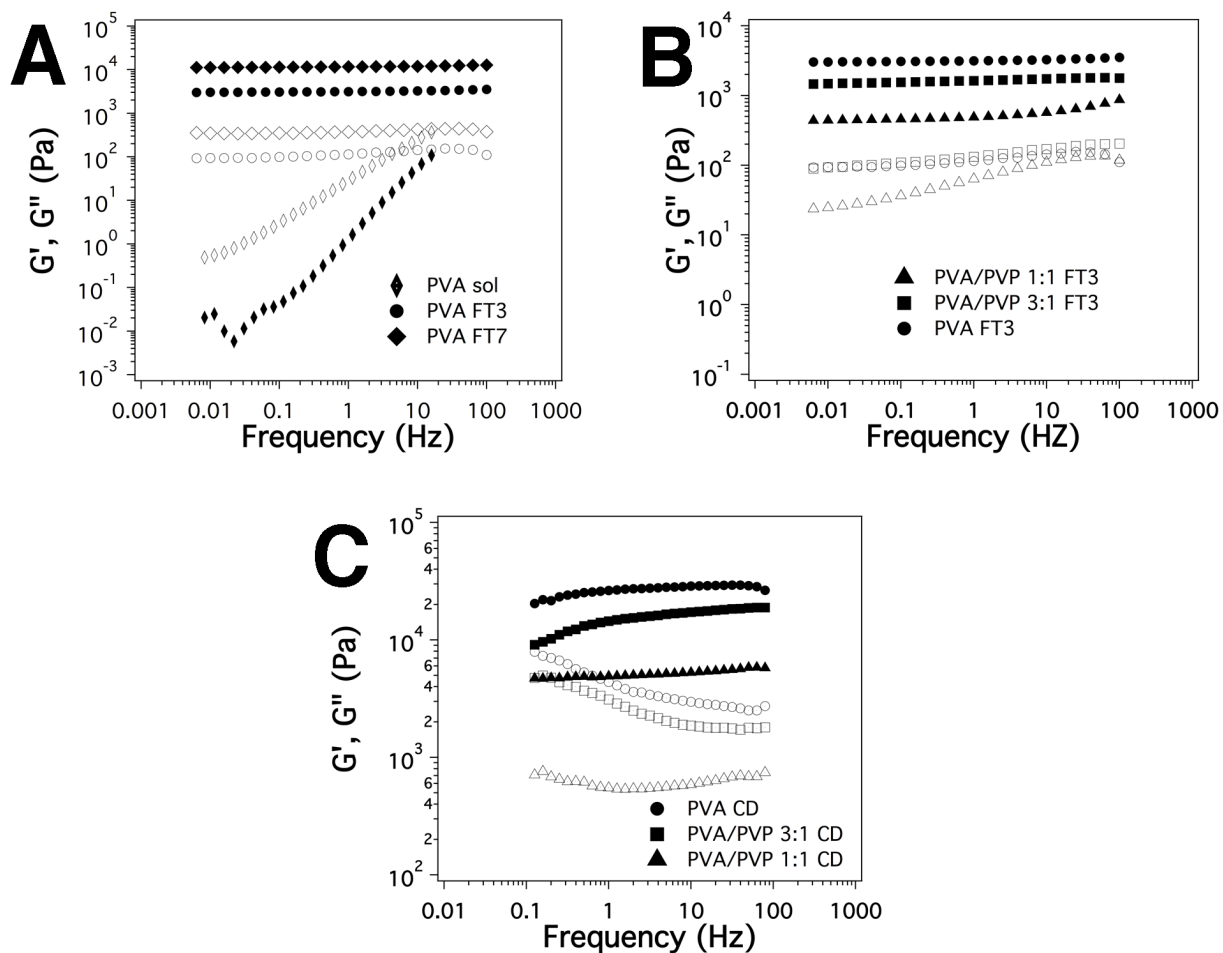 A
10^5
10^4
10^3
10^2
10^1
10^0
10^-1
10^-2
10^-3
G', G" (Pa)
PVA sol
PVA FT3
PVA FT7
0.001 0.01 0.1 1 10 100 1000
Frequency (Hz)
B
10^4
10^3
10^2
10^1
10^0
10^-1
G', G" (Pa)
PVA/PVP 1:1 FT3
PVA/PVP 3:1 FT3
PVA FT3
0.001 0.01 0.1 1 10 100 1000
Frequency (HZ)
C
10^5
6
4
2
10^4
6
4
2
10^3
6
4
2
10^2
G', G" (Pa)
PVA CD
PVA/PVP 3:1 CD
PVA/PVP 1:1 CD
0.01 0.1 1 10 100 1000
Frequency (Hz)